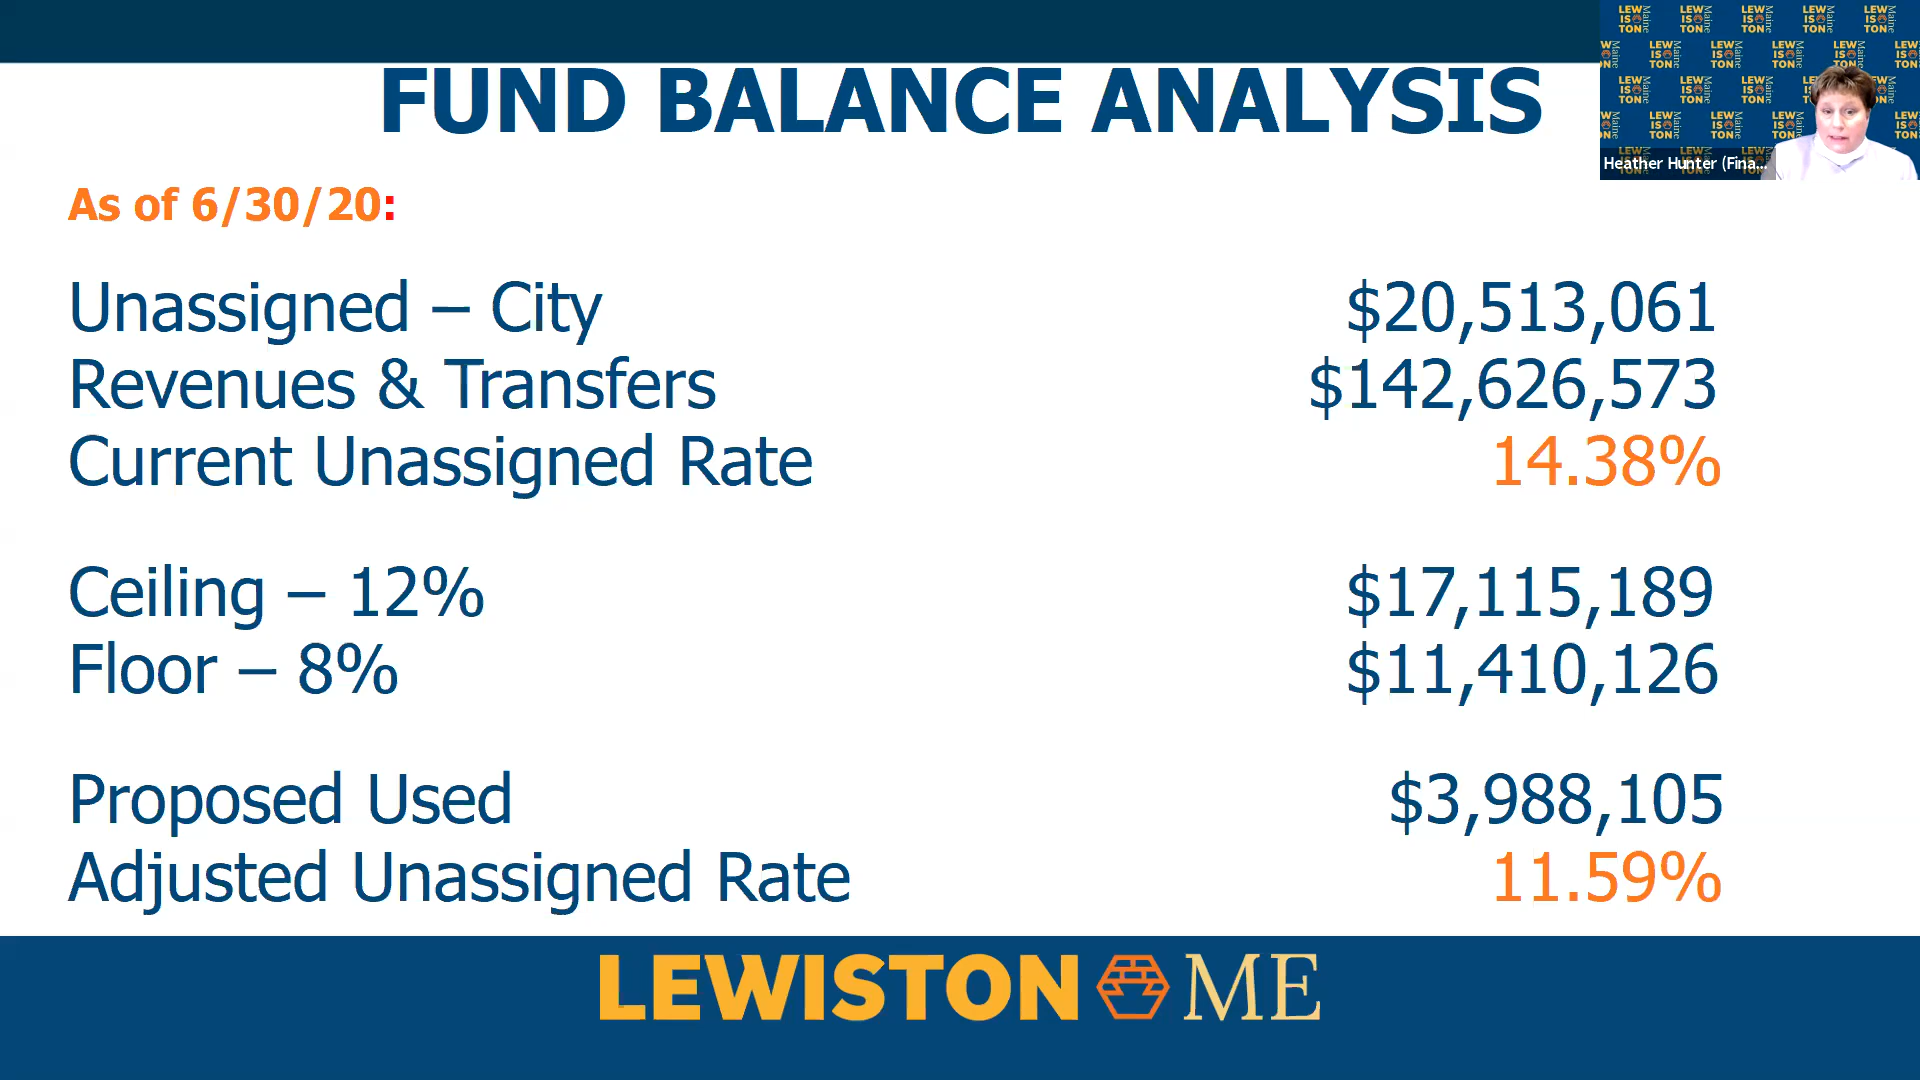 FUND BALANCE ANALYSIS
Heather Hunter (Fina...
As of 6/30/20:
Unassigned – City $20,513,061
Revenues & Transfers $142,626,573
Current Unassigned Rate 14.38%
Ceiling – 12% $17,115,189
Floor – 8% $11,410,126
Proposed Used $3,988,105
Adjusted Unassigned Rate 11.59%
LEWISTON ME